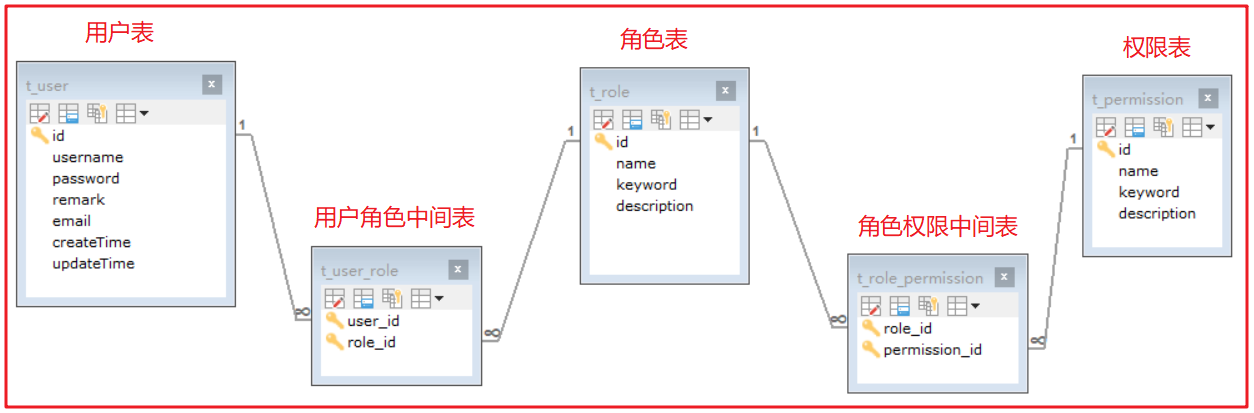 用户表
t_user
id
username
password
remark
email
createTime
updateTime
1
用户角色中间表
t_user_role
user_id
role_id
∞
∞
角色表
t_role
id
name
keyword
description
1
1
角色权限中间表
t_role_permission
role_id
permission_id
∞
∞
权限表
t_permission
id
name
keyword
description
1